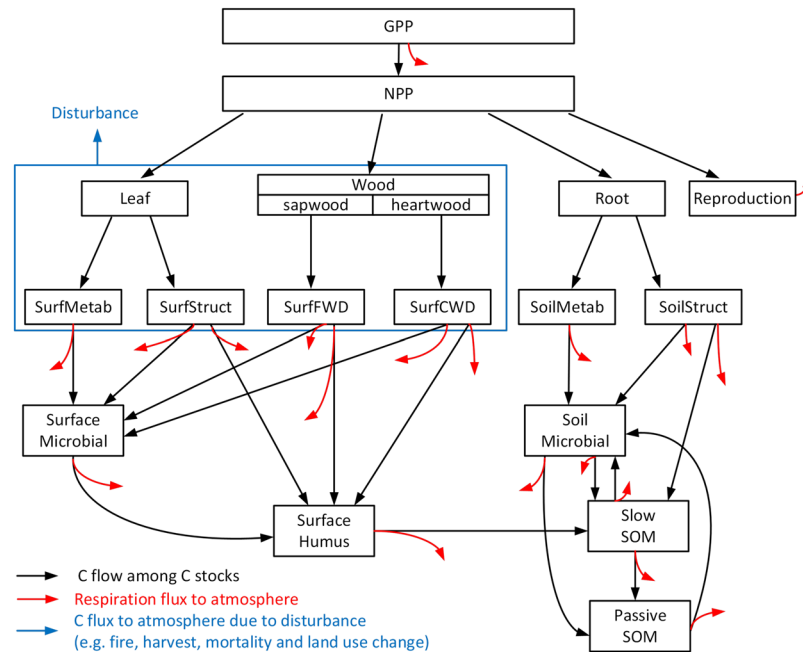 GPP
NPP
Disturbance
Leaf
Wood
sapwood
heartwood
Root
Reproduction
SurfMetab
SurfStruct
SurfFWD
SurfCWD
SoilMetab
SoilStruct
Surface
Microbial
Soil
Microbial
Surface
Humus
Slow
SOM
Passive
SOM
C flow among C stocks
Respiration flux to atmosphere
C flux to atmosphere due to disturbance
(e.g. fire, harvest, mortality and land use change)